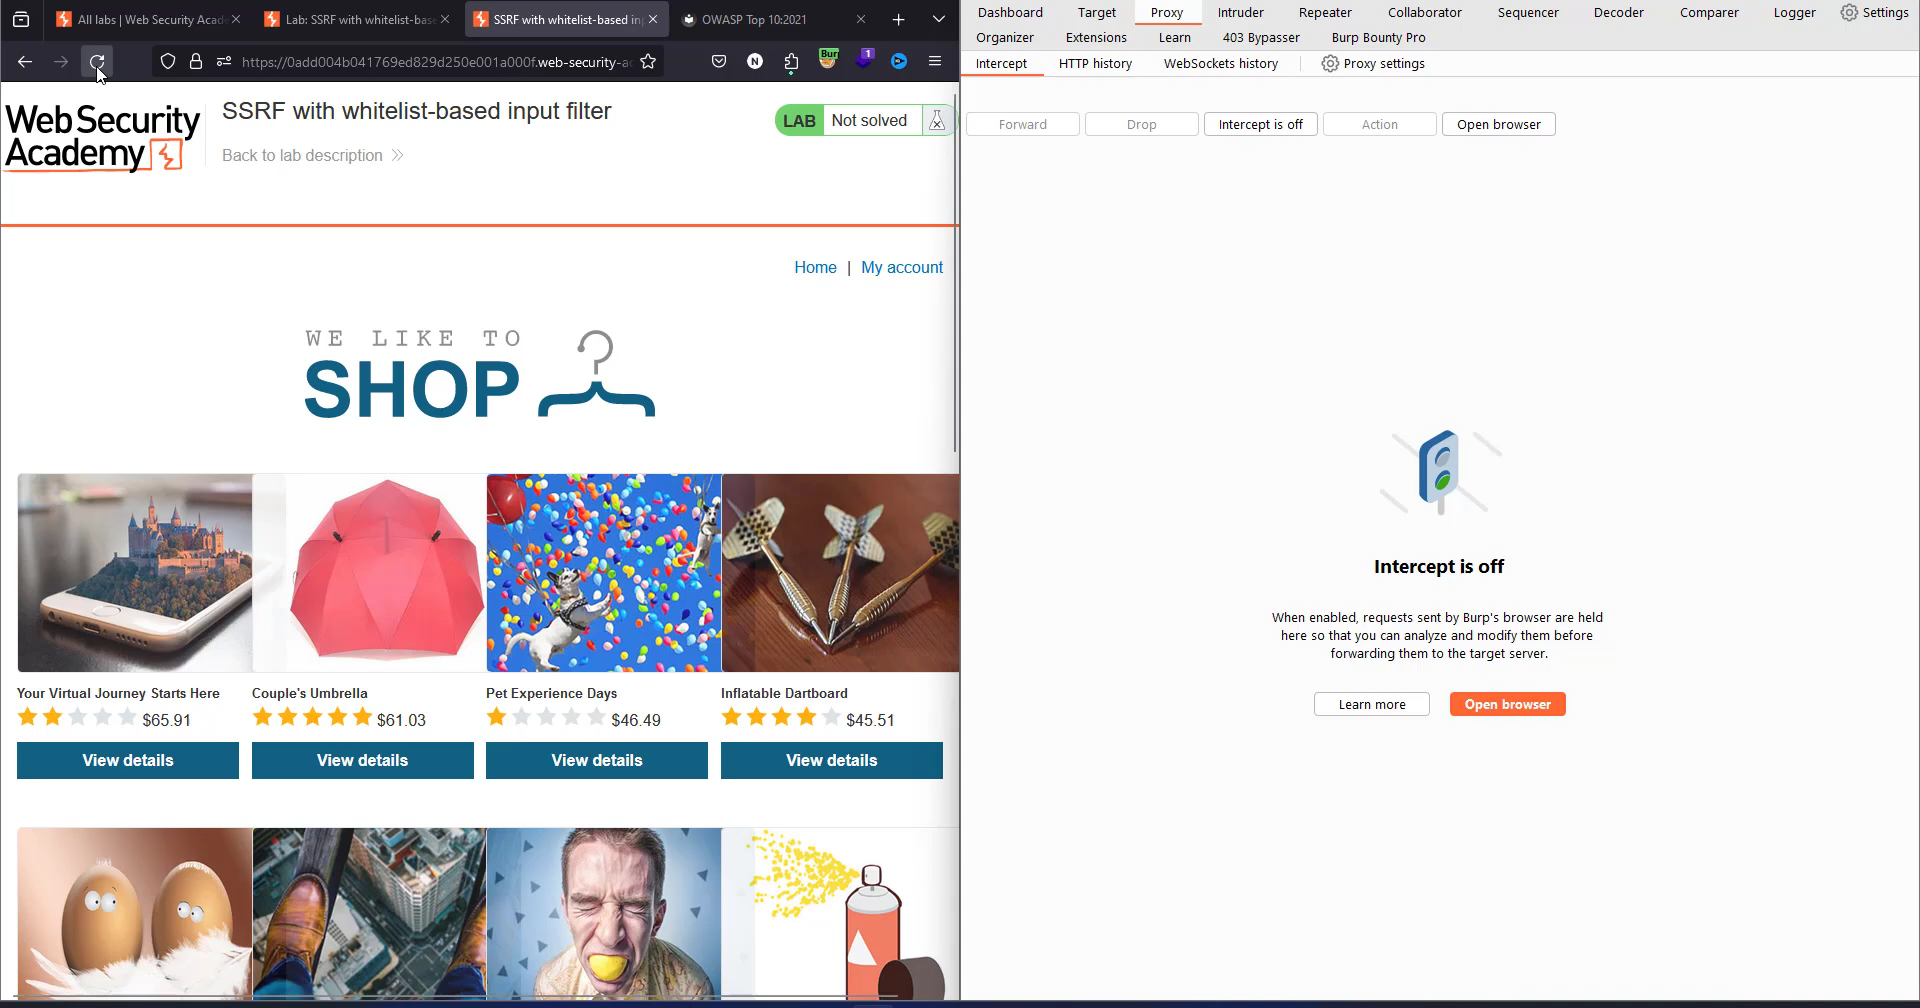 All labs | Web Security Acade
Lab: SSRF with whitelist-base
SSRF with whitelist-based in
OWASP Top 10:2021
https://0add004b041769ed829d250e001a000f.web-security-a
Burp
N
1
Web Security
Academy
SSRF with whitelist-based input filter
Back to lab description
LAB Not solved
Home | My account
WE LIKE TO
SHOP
Your Virtual Journey Starts Here
$65.91
View details
Couple's Umbrella
$61.03
View details
Pet Experience Days
$46.49
View details
Inflatable Dartboard
$45.51
View details
Dashboard Target Proxy Intruder Repeater Collaborator Sequencer Decoder Comparer Logger Settings
Organizer Extensions Learn 403 Bypasser Burp Bounty Pro
Intercept HTTP history WebSockets history Proxy settings
Forward Drop Intercept is off Action Open browser
Intercept is off
When enabled, requests sent by Burp's browser are held
here so that you can analyze and modify them before
forwarding them to the target server.
Learn more Open browser